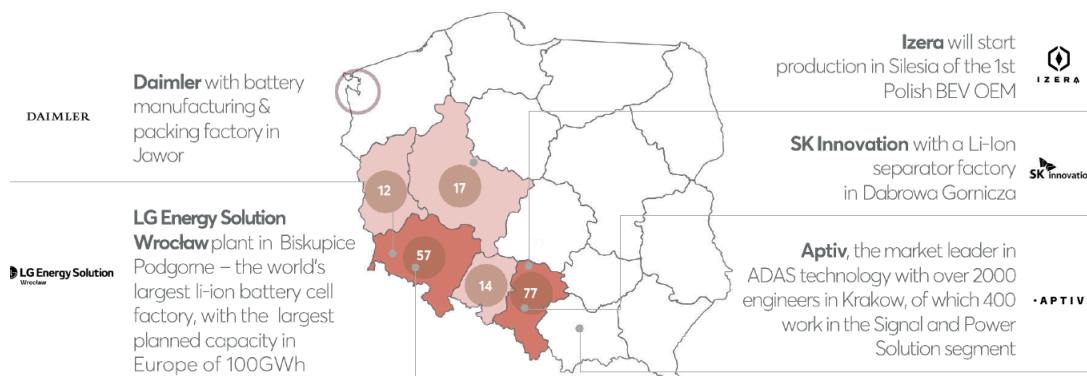 DAIMLER
Daimler with battery
manufacturing &
packing factory in
Jawor
LG Energy Solution
Wrocław
LG Energy Solution
Wrocław plant in Biskupice
Podgorne – the world's
largest li-ion battery cell
factory, with the largest
planned capacity in
Europe of 100GWh
12
17
57
14
77
Izera will start
production in Silesia of the 1st
Polish BEV OEM
IZERA
SK Innovation with a Li-Ion
separator factory
in Dabrowa Gornicza
SK innovation
Aptiv, the market leader in
ADAS technology with over 2000
engineers in Krakow, of which 400
work in the Signal and Power
Solution segment
• A P T I V